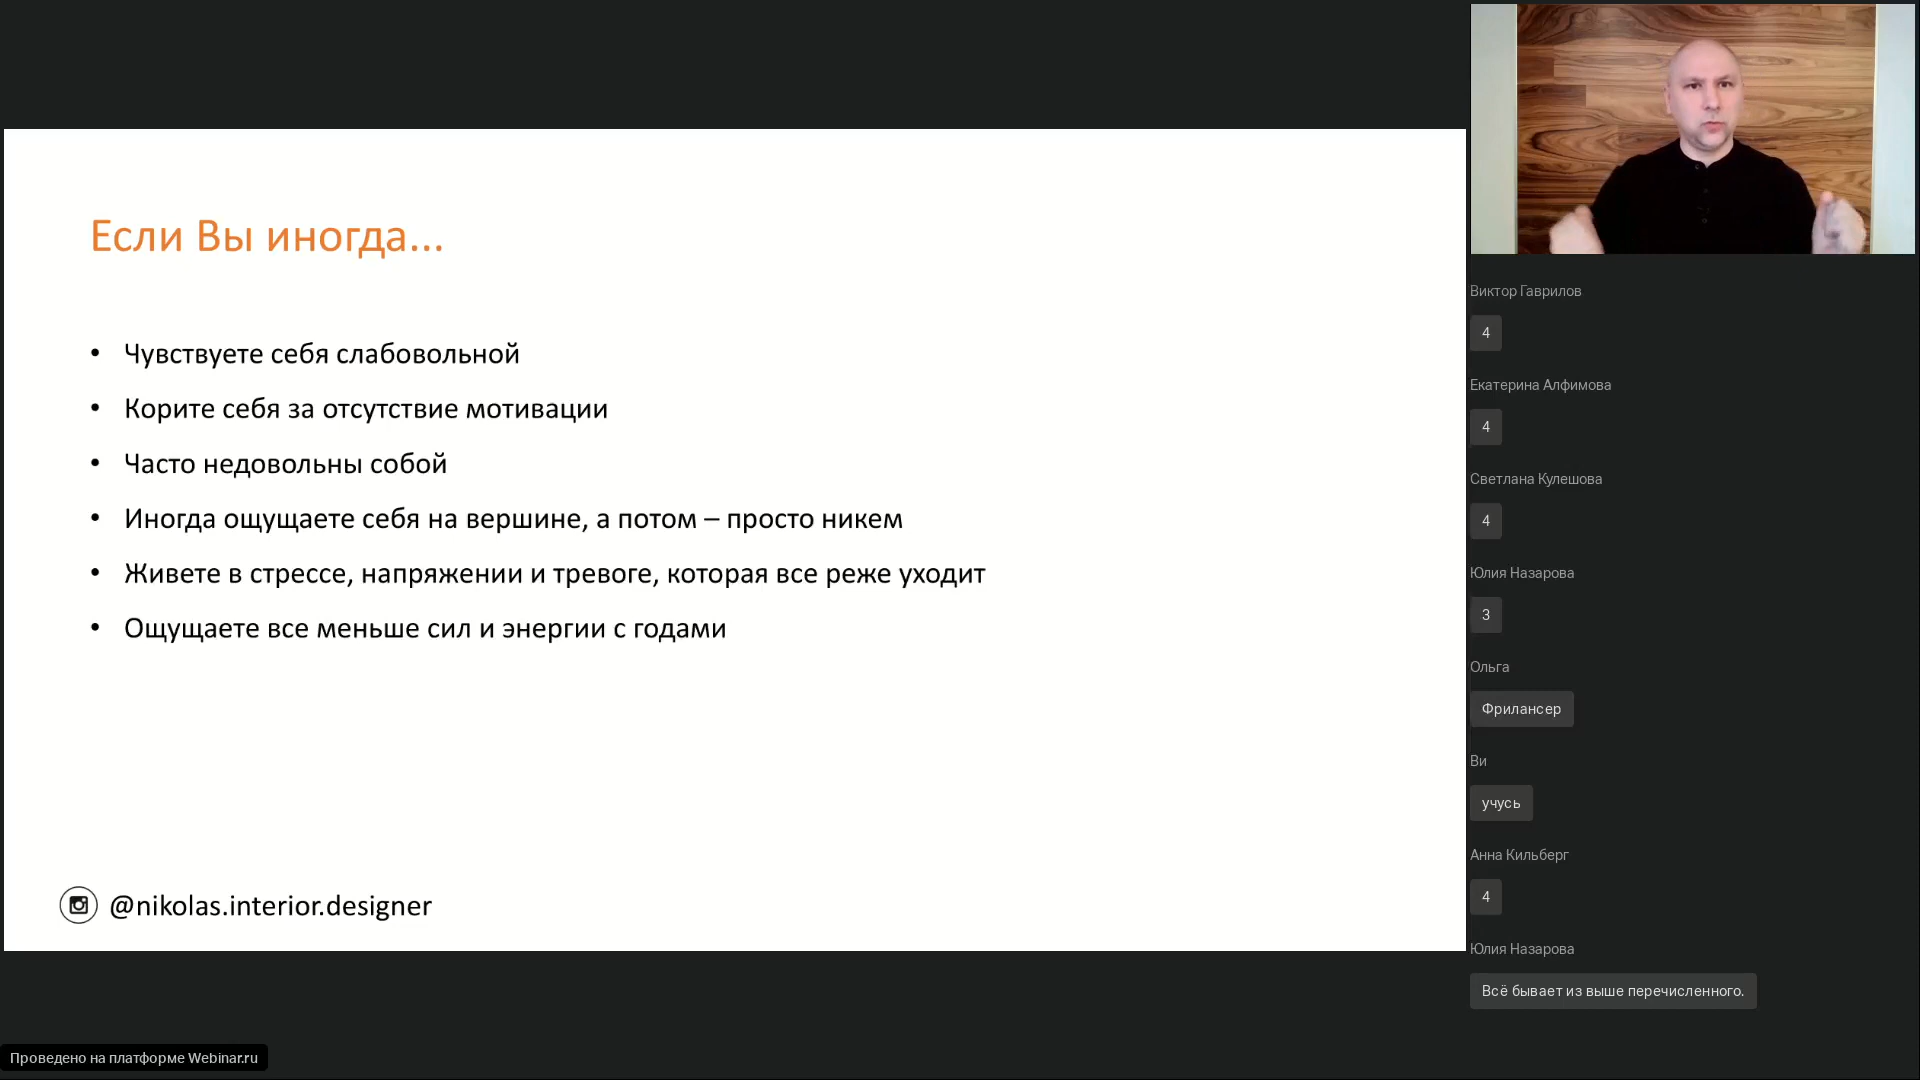 Если Вы иногда...
• Чувствуете себя слабовольной
• Корите себя за отсутствие мотивации
• Часто недовольны собой
• Иногда ощущаете себя на вершине, а потом – просто никем
• Живете в стрессе, напряжении и тревоге, которая все реже уходит
• Ощущаете все меньше сил и энергии с годами
@nikolas.interior.designer
Виктор Гаврилов
4
Екатерина Алфимова
4
Светлана Кулешова
4
Юлия Назарова
3
Ольга
Фрилансер
Ви
учусь
Анна Кильберг
4
Юлия Назарова
Всё бывает из выше перечисленного.
Проведено на платформе Webinar.ru